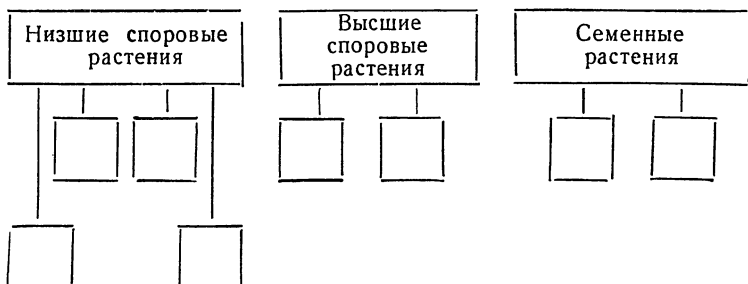 Низшие споровые
растения
Высшие
споровые
растения
Семенные
растения